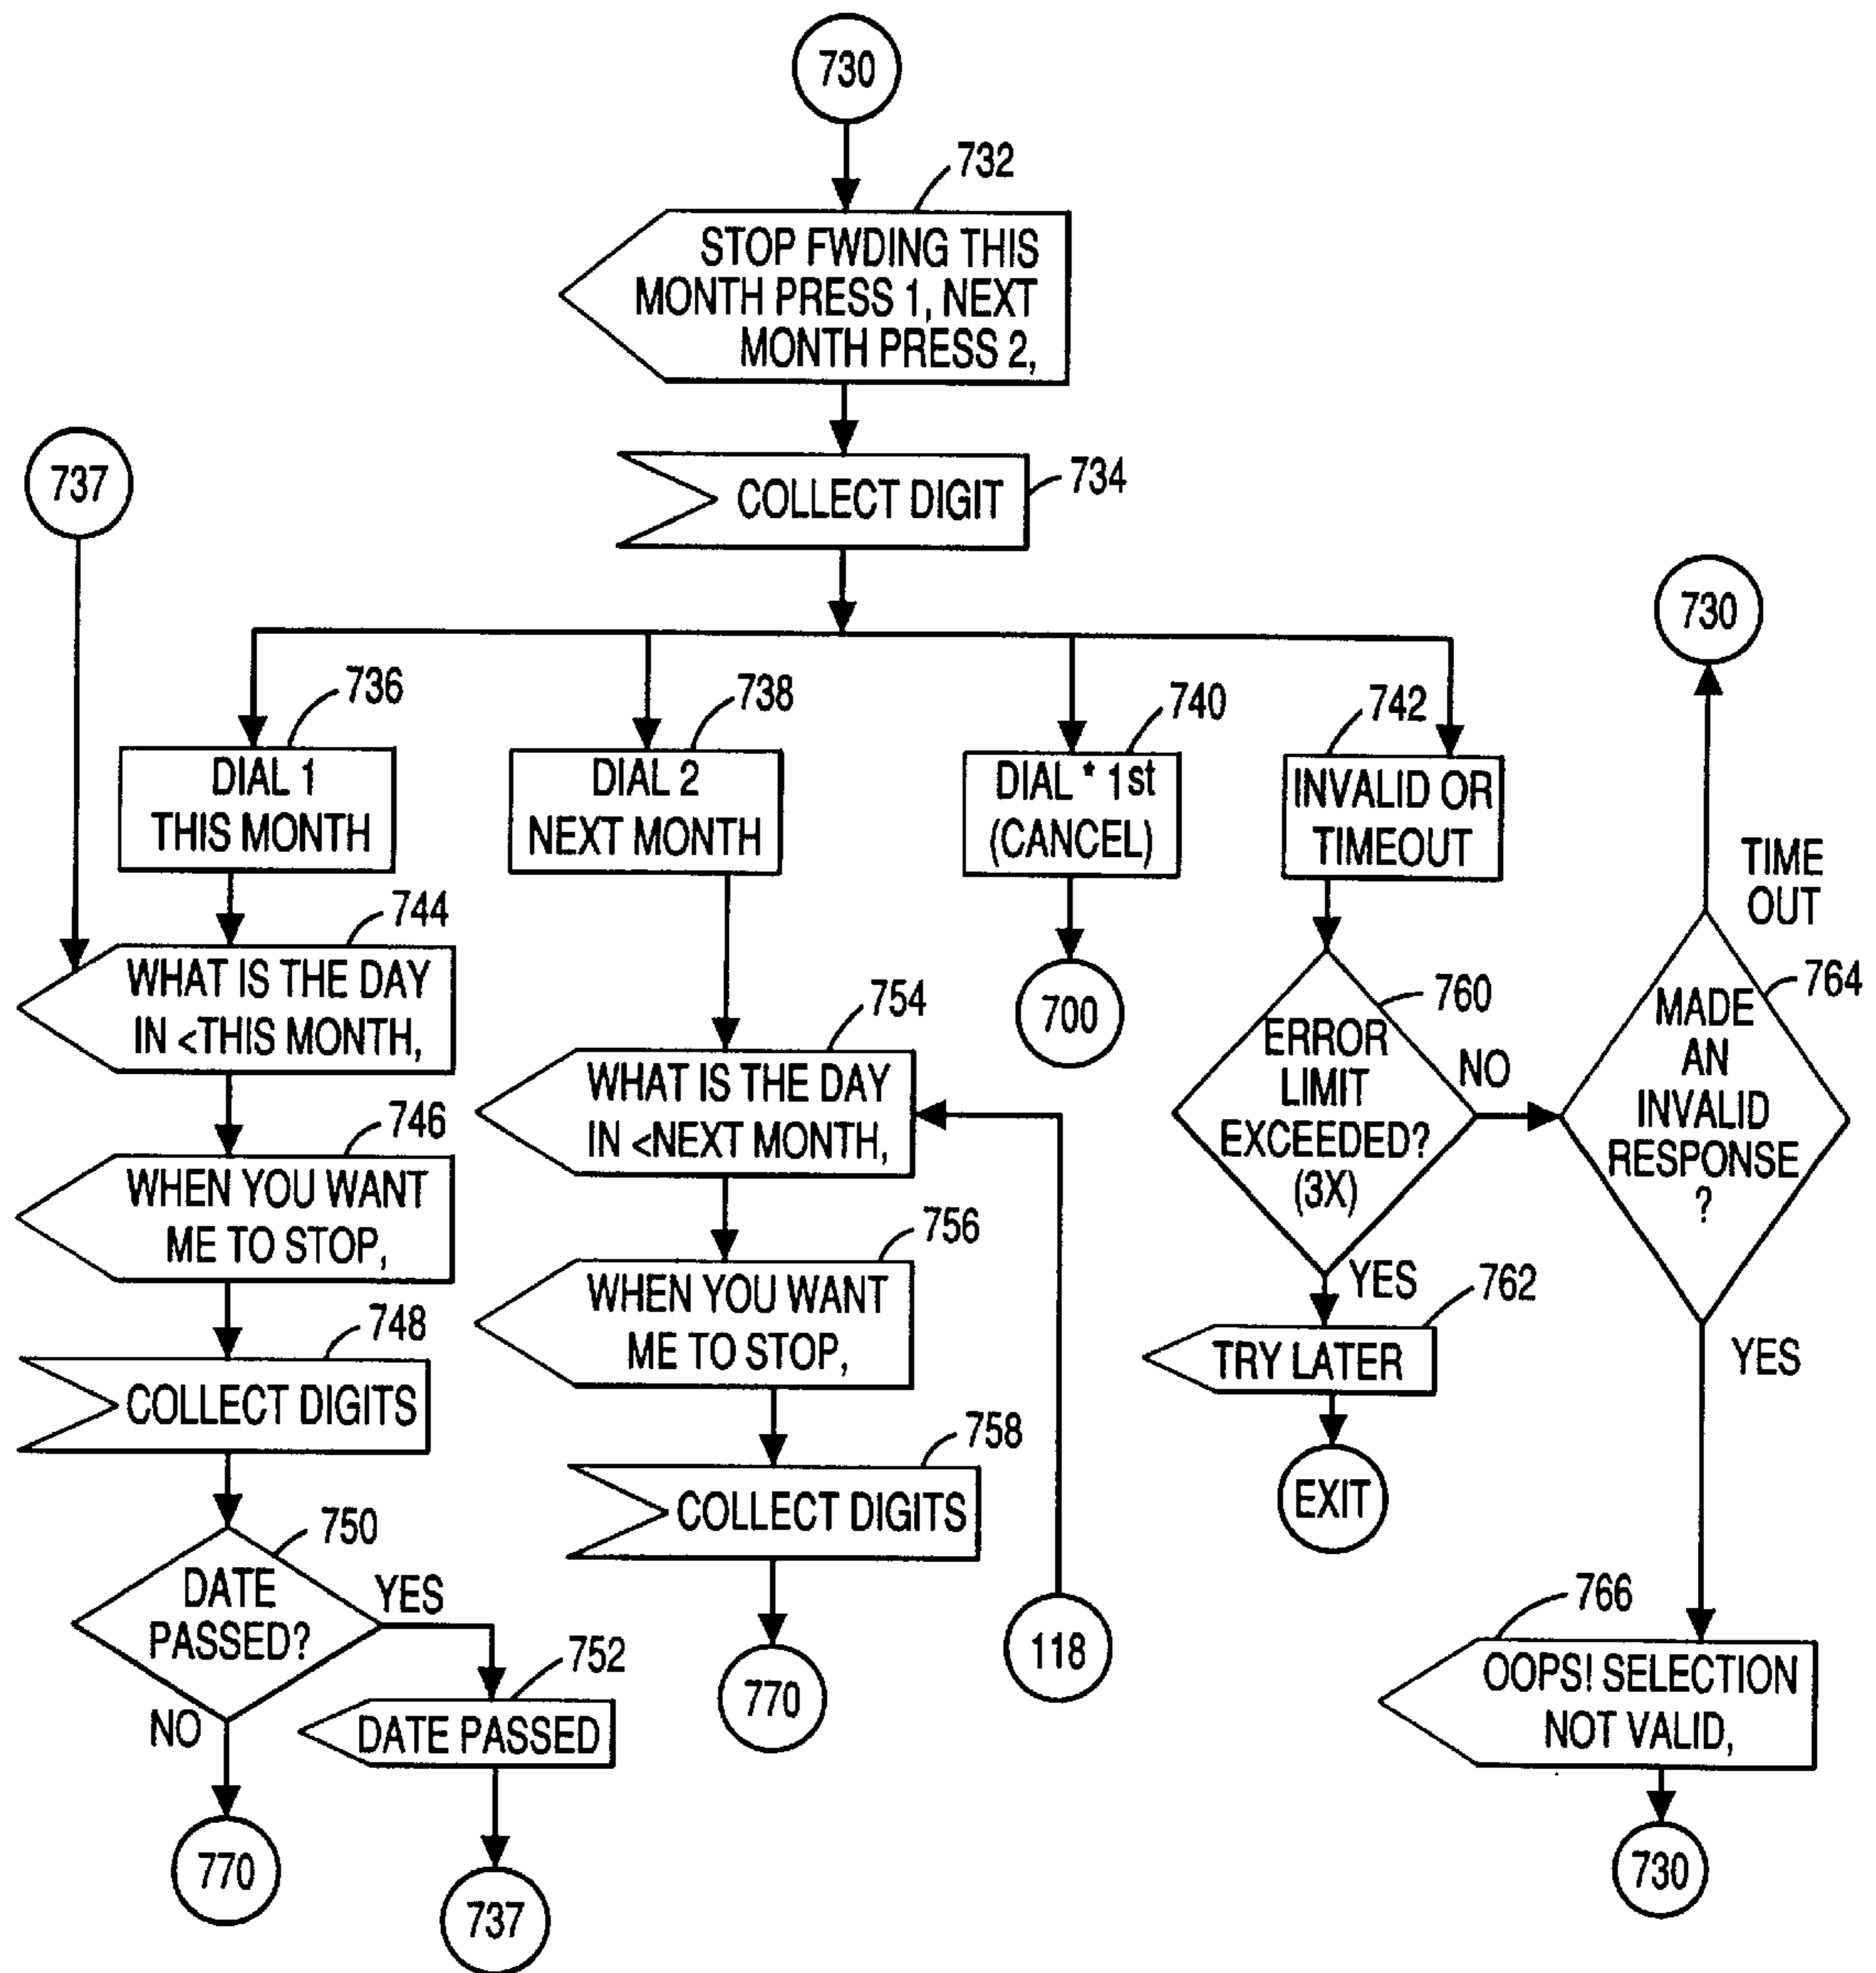 730
732
STOP FWDING THIS
MONTH PRESS 1, NEXT
MONTH PRESS 2,
737
COLLECT DIGIT
734
730
736
DIAL 1
THIS MONTH
738
DIAL 2
NEXT MONTH
740
DIAL * 1st
(CANCEL)
742
INVALID OR
TIMEOUT
TIME
OUT
744
WHAT IS THE DAY
IN <THIS MONTH,
700
754
WHAT IS THE DAY
IN <NEXT MONTH,
760
ERROR
LIMIT
EXCEEDED?
(3X)
NO
764
MADE
AN
INVALID
RESPONSE
?
746
WHEN YOU WANT
ME TO STOP,
756
WHEN YOU WANT
ME TO STOP,
YES
762
TRY LATER
YES
748
COLLECT DIGITS
758
COLLECT DIGITS
EXIT
750
DATE
PASSED?
YES
NO
752
DATE PASSED
770
118
766
OOPS! SELECTION
NOT VALID,
770
737
730